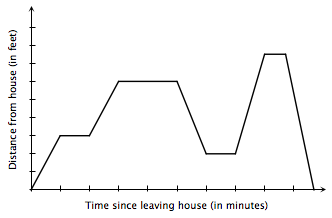 Distance from house (in feet)
Time since leaving house (in minutes)